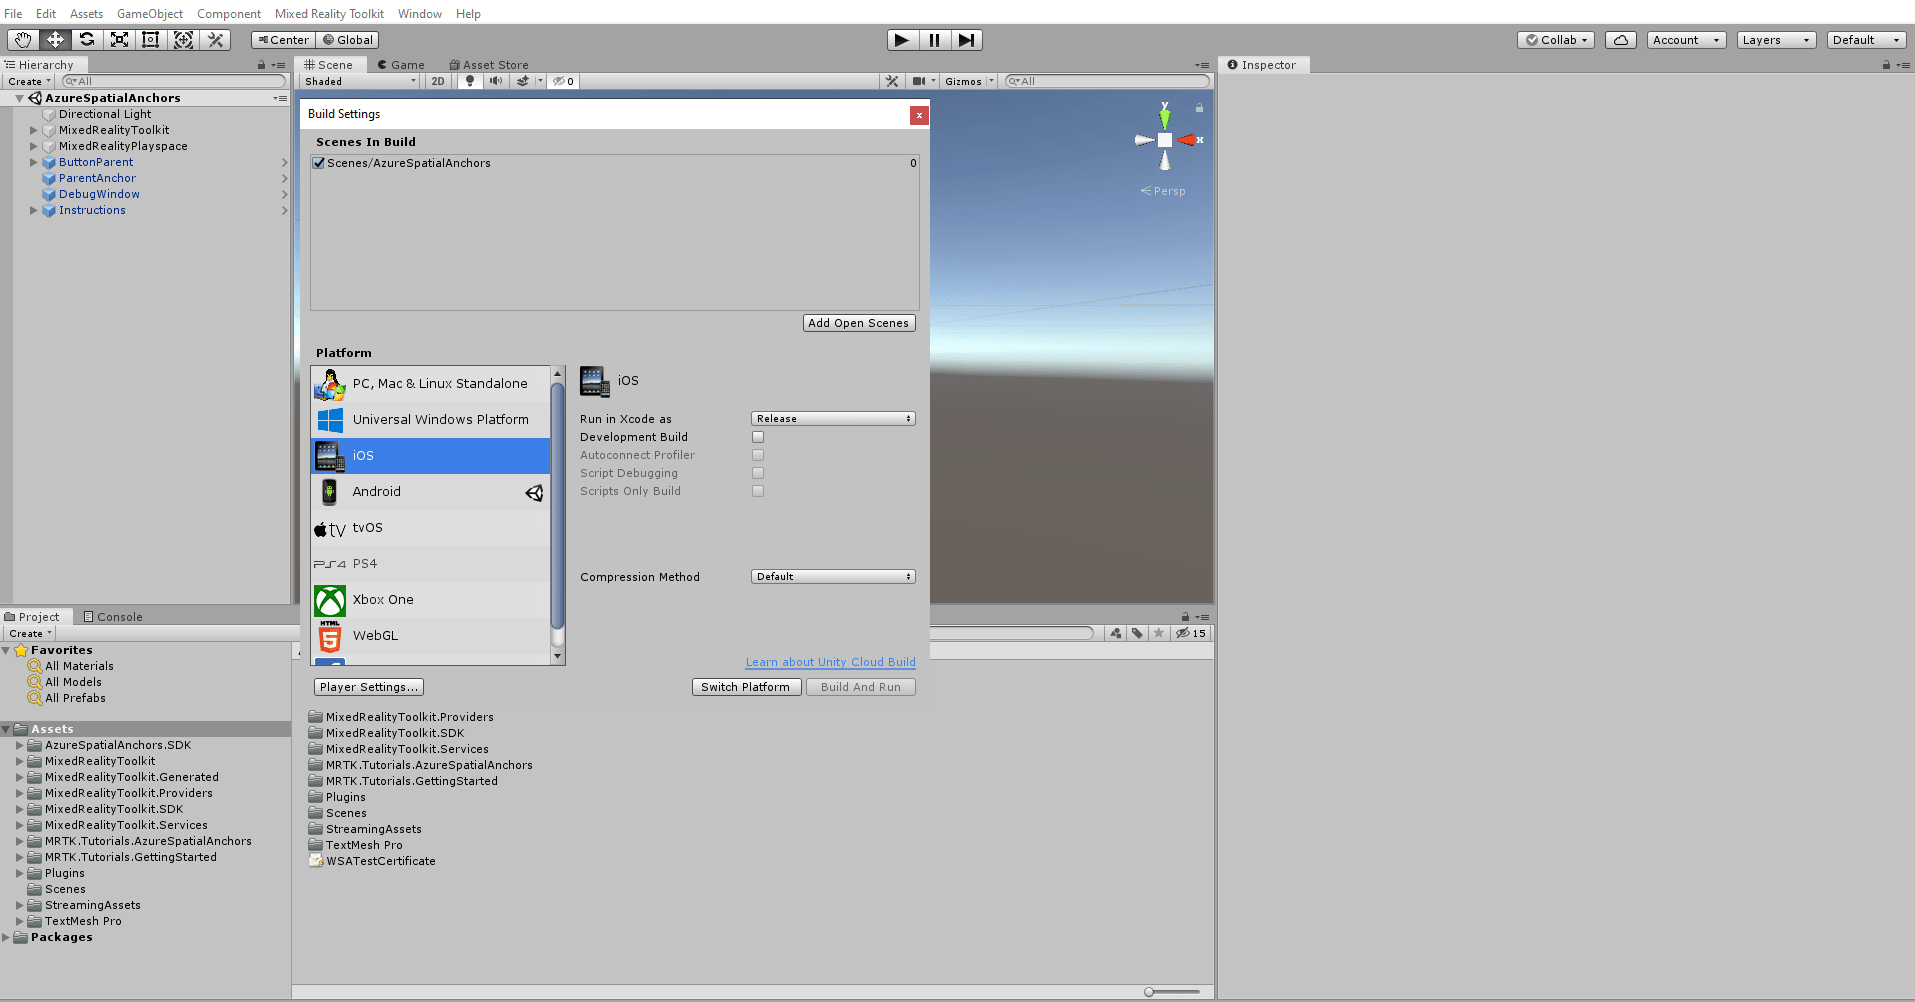 File Edit Assets GameObject Component Mixed Reality Toolkit Window Help
Center Global Collab Account Layers Default
Hierarchy
Create All
AzureSpatialAnchors
Directional Light
MixedRealityToolkit
MixedRealityPlayspace
ButtonParent
ParentAnchor
DebugWindow
Instructions
Scene Game Asset Store
Shaded 2D 0 Gizmos All
y
x
Persp
Inspector
Build Settings
x
Scenes In Build
Scenes/AzureSpatialAnchors 0
Add Open Scenes
Platform
PC, Mac & Linux Standalone
Universal Windows Platform
iOS
Android
tv tvOS
PS4 PS4
Xbox One
HTML
5 WebGL
iOS
Run in Xcode as Release
Development Build
Autoconnect Profiler
Script Debugging
Scripts Only Build
Compression Method Default
Learn about Unity Cloud Build
Player Settings... Switch Platform Build And Run
Project Console
Create 15
Favorites
All Materials
All Models
All Prefabs
Assets
AzureSpatialAnchors.SDK
MixedRealityToolkit
MixedRealityToolkit.Generated
MixedRealityToolkit.Providers
MixedRealityToolkit.SDK
MixedRealityToolkit.Services
MRTK.Tutorials.AzureSpatialAnchors
MRTK.Tutorials.GettingStarted
Plugins
Scenes
StreamingAssets
TextMesh Pro
Packages
MixedRealityToolkit.Providers
MixedRealityToolkit.SDK
MixedRealityToolkit.Services
MRTK.Tutorials.AzureSpatialAnchors
MRTK.Tutorials.GettingStarted
Plugins
Scenes
StreamingAssets
TextMesh Pro
WSATestCertificate